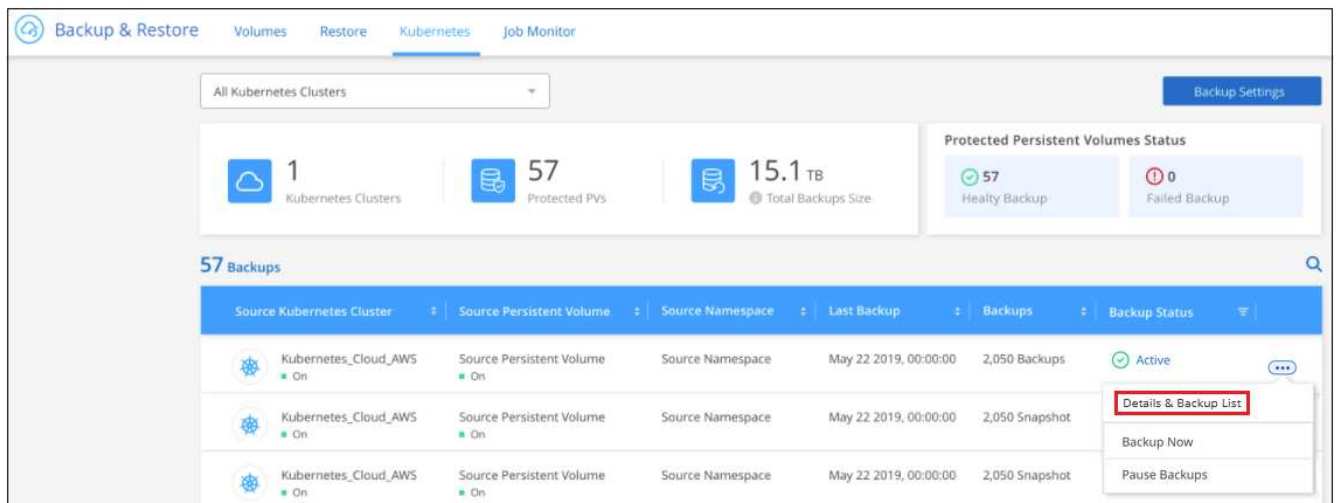 Backup & Restore Volumes Restore Kubernetes Job Monitor
All Kubernetes Clusters
Backup Settings
1
Kubernetes Clusters
57
Protected PVs
15.1 TB
Total Backups Size
Protected Persistent Volumes Status
57
Healty Backup
0
Failed Backup
57 Backups
Source Kubernetes Cluster Source Persistent Volume Source Namespace Last Backup Backups Backup Status
Kubernetes_Cloud_AWS Source Persistent Volume Source Namespace May 22 2019, 00:00:00 2,050 Backups Active
On On
Kubernetes_Cloud_AWS Source Persistent Volume Source Namespace May 22 2019, 00:00:00 2,050 Snapshot
On On
Kubernetes_Cloud_AWS Source Persistent Volume Source Namespace May 22 2019, 00:00:00 2,050 Snapshot
On On
Details & Backup List
Backup Now
Pause Backups